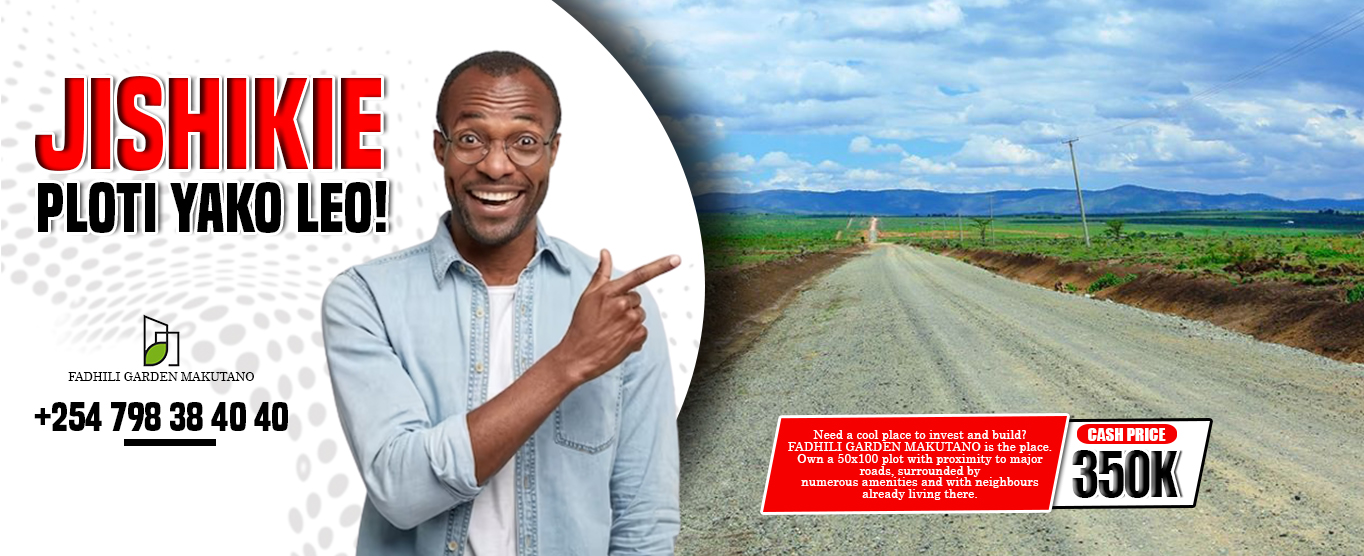 JISHIKIE
PLOTI YAKO LEO!
FADHILI GARDEN MAKUTANO
+254 798 38 40 40
Need a cool place to invest and build?
FADHILI GARDEN MAKUTANO is the place.
Own a 50x100 plot with proximity to major
roads, surrounded by
numerous amenities and with neighbours
already living there.
CASH PRICE
350K